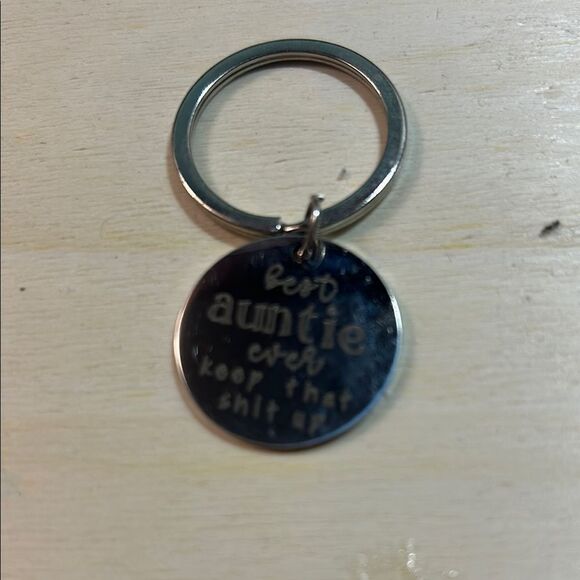 best
auntie
ever
keep that
shit up